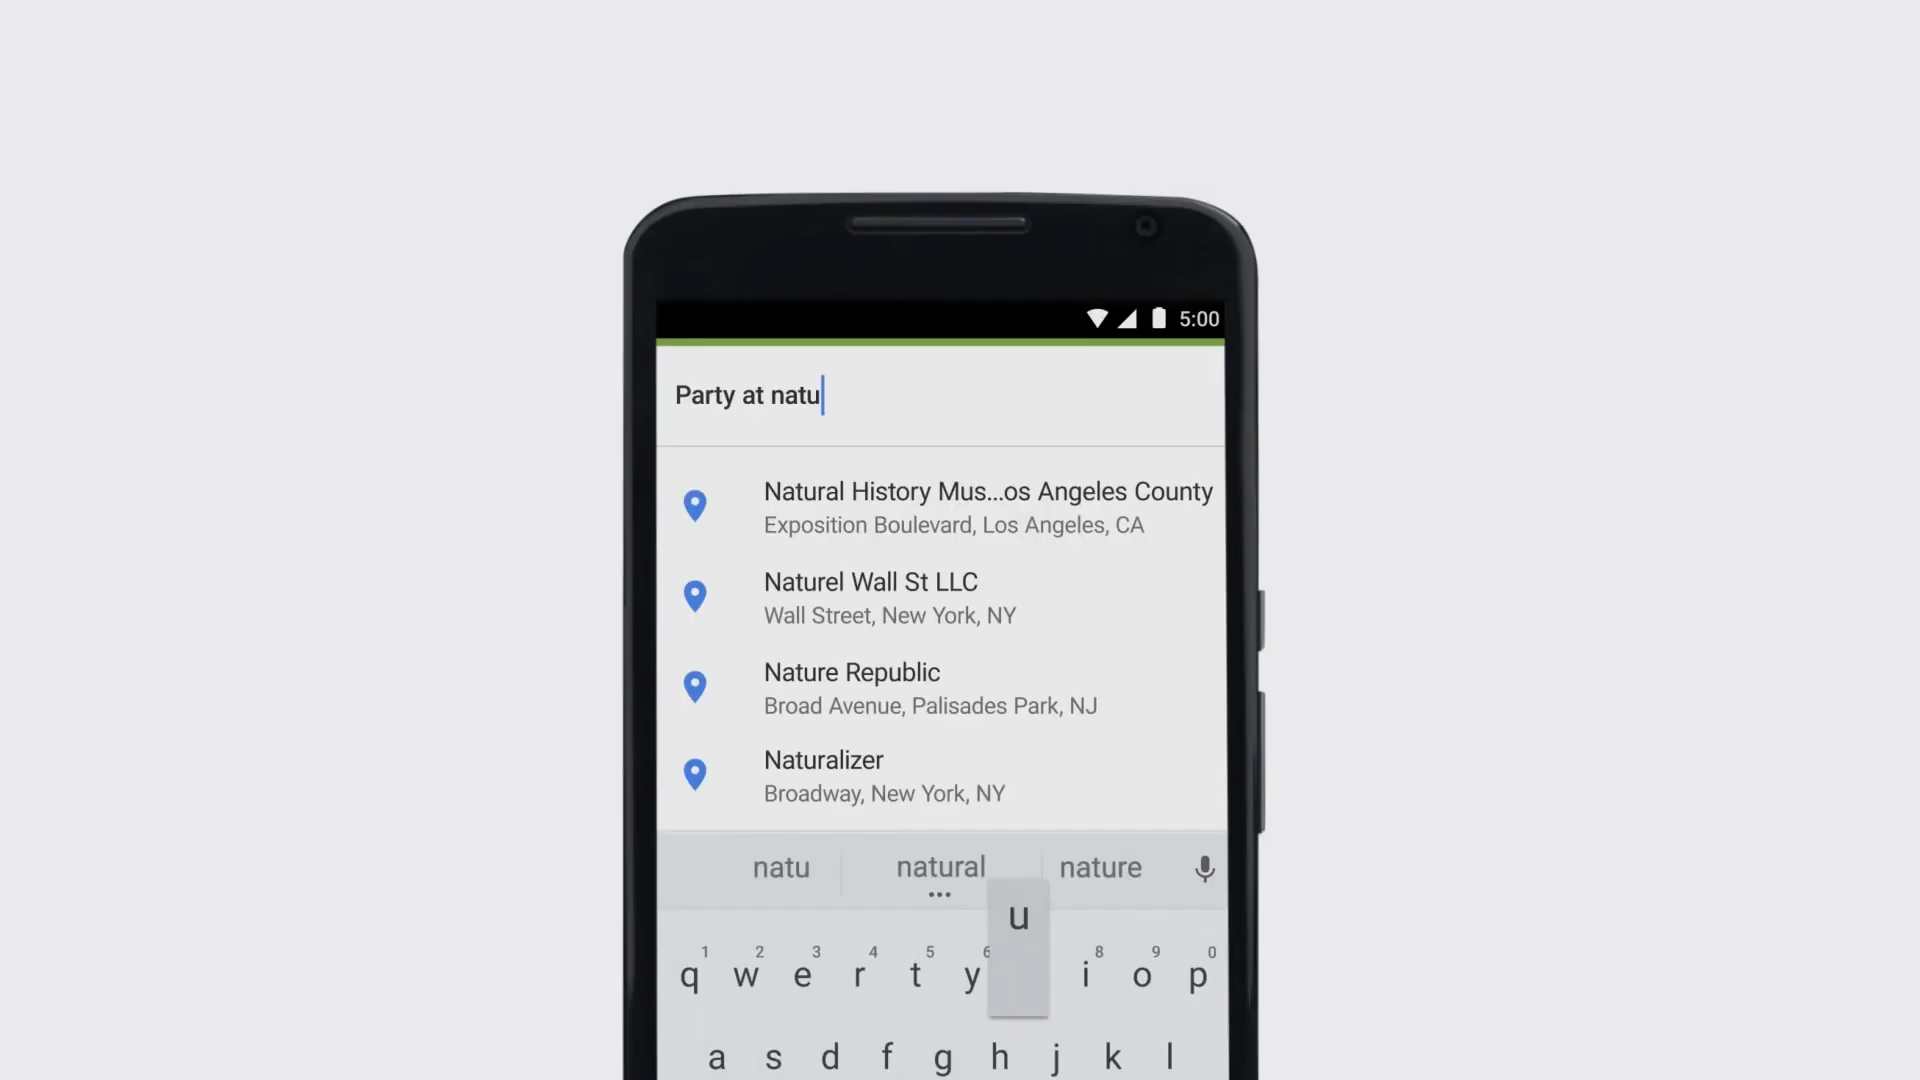 5:00
Party at natu
Natural History Mus...os Angeles County
Exposition Boulevard, Los Angeles, CA
Naturel Wall St LLC
Wall Street, New York, NY
Nature Republic
Broad Avenue, Palisades Park, NJ
Naturalizer
Broadway, New York, NY
natu natural nature
...
u
1 2 3 4 5 6 8 9 0
q w e r t y i o p
a s d f g h j k l